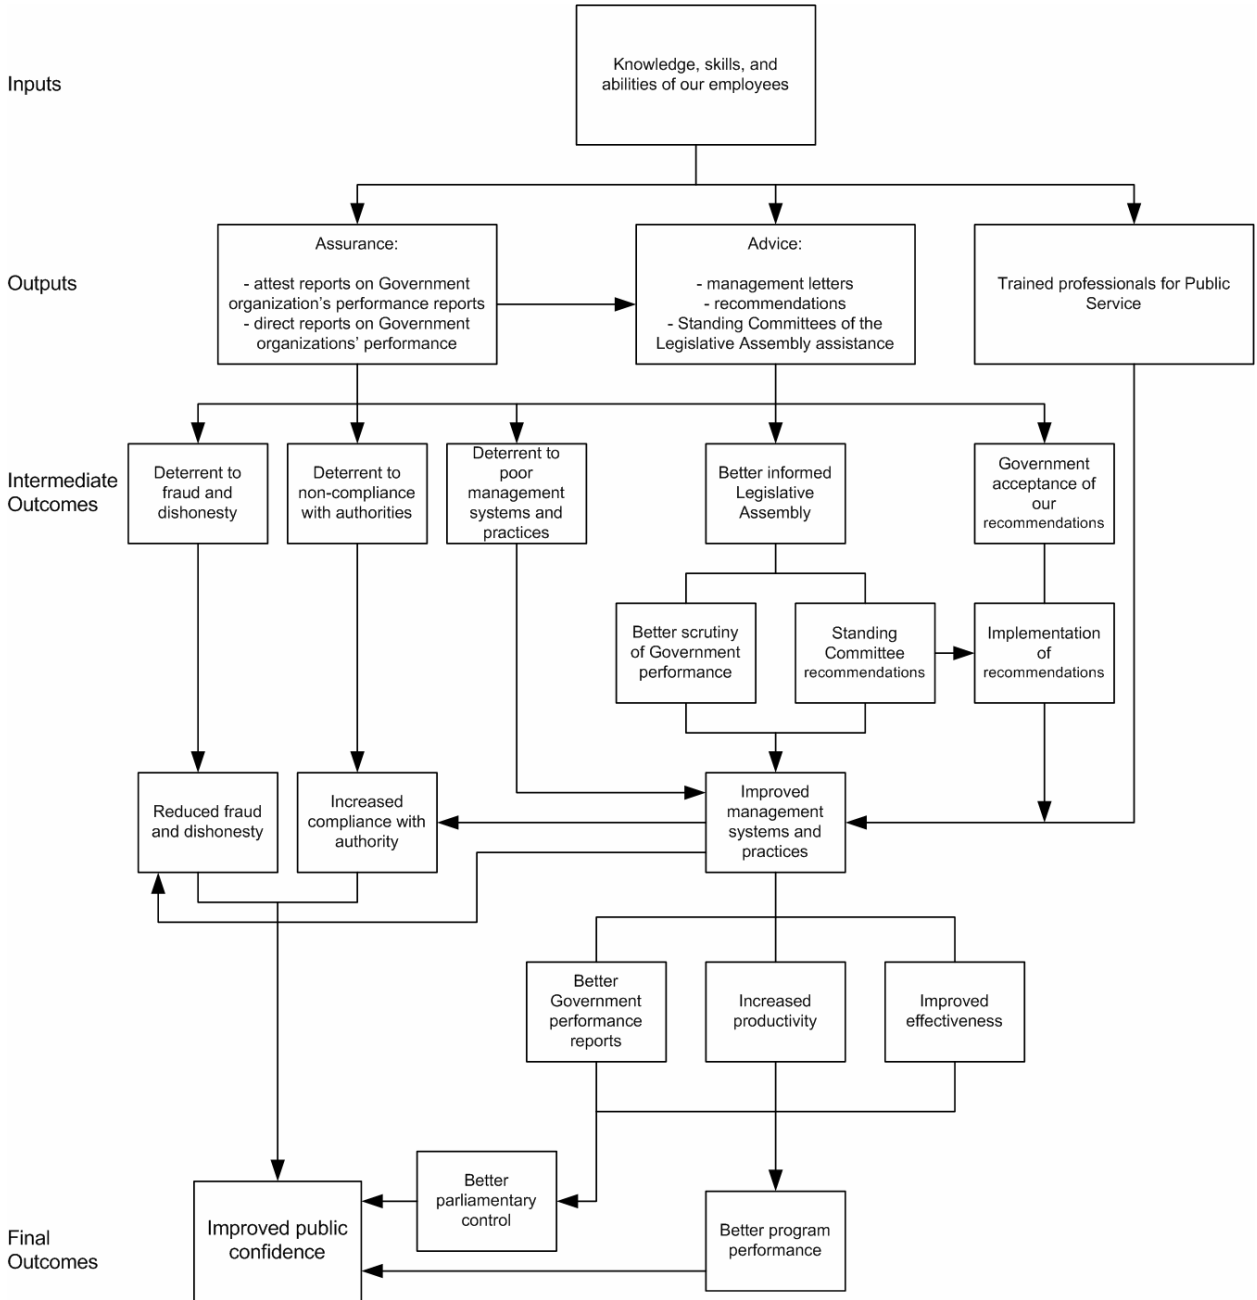 Inputs
Knowledge, skills, and
abilities of our employees
Outputs
Assurance:
- attest reports on Government
organization's performance reports
- direct reports on Government
organizations' performance
Advice:
- management letters
- recommendations
- Standing Committees of the
Legislative Assembly assistance
Trained professionals for Public
Service
Intermediate
Outcomes
Deterrent to
fraud and
dishonesty
Deterrent to
non-compliance
with authorities
Deterrent to
poor
management
systems and
practices
Better informed
Legislative
Assembly
Government
acceptance of
our
recommendations
Better scrutiny
of Government
performance
Standing
Committee
recommendations
Implementation
of
recommendations
Reduced fraud
and dishonesty
Increased
compliance with
authority
Improved
management
systems and
practices
Better
Government
performance
reports
Increased
productivity
Improved
effectiveness
Final
Outcomes
Improved public
confidence
Better
parliamentary
control
Better program
performance